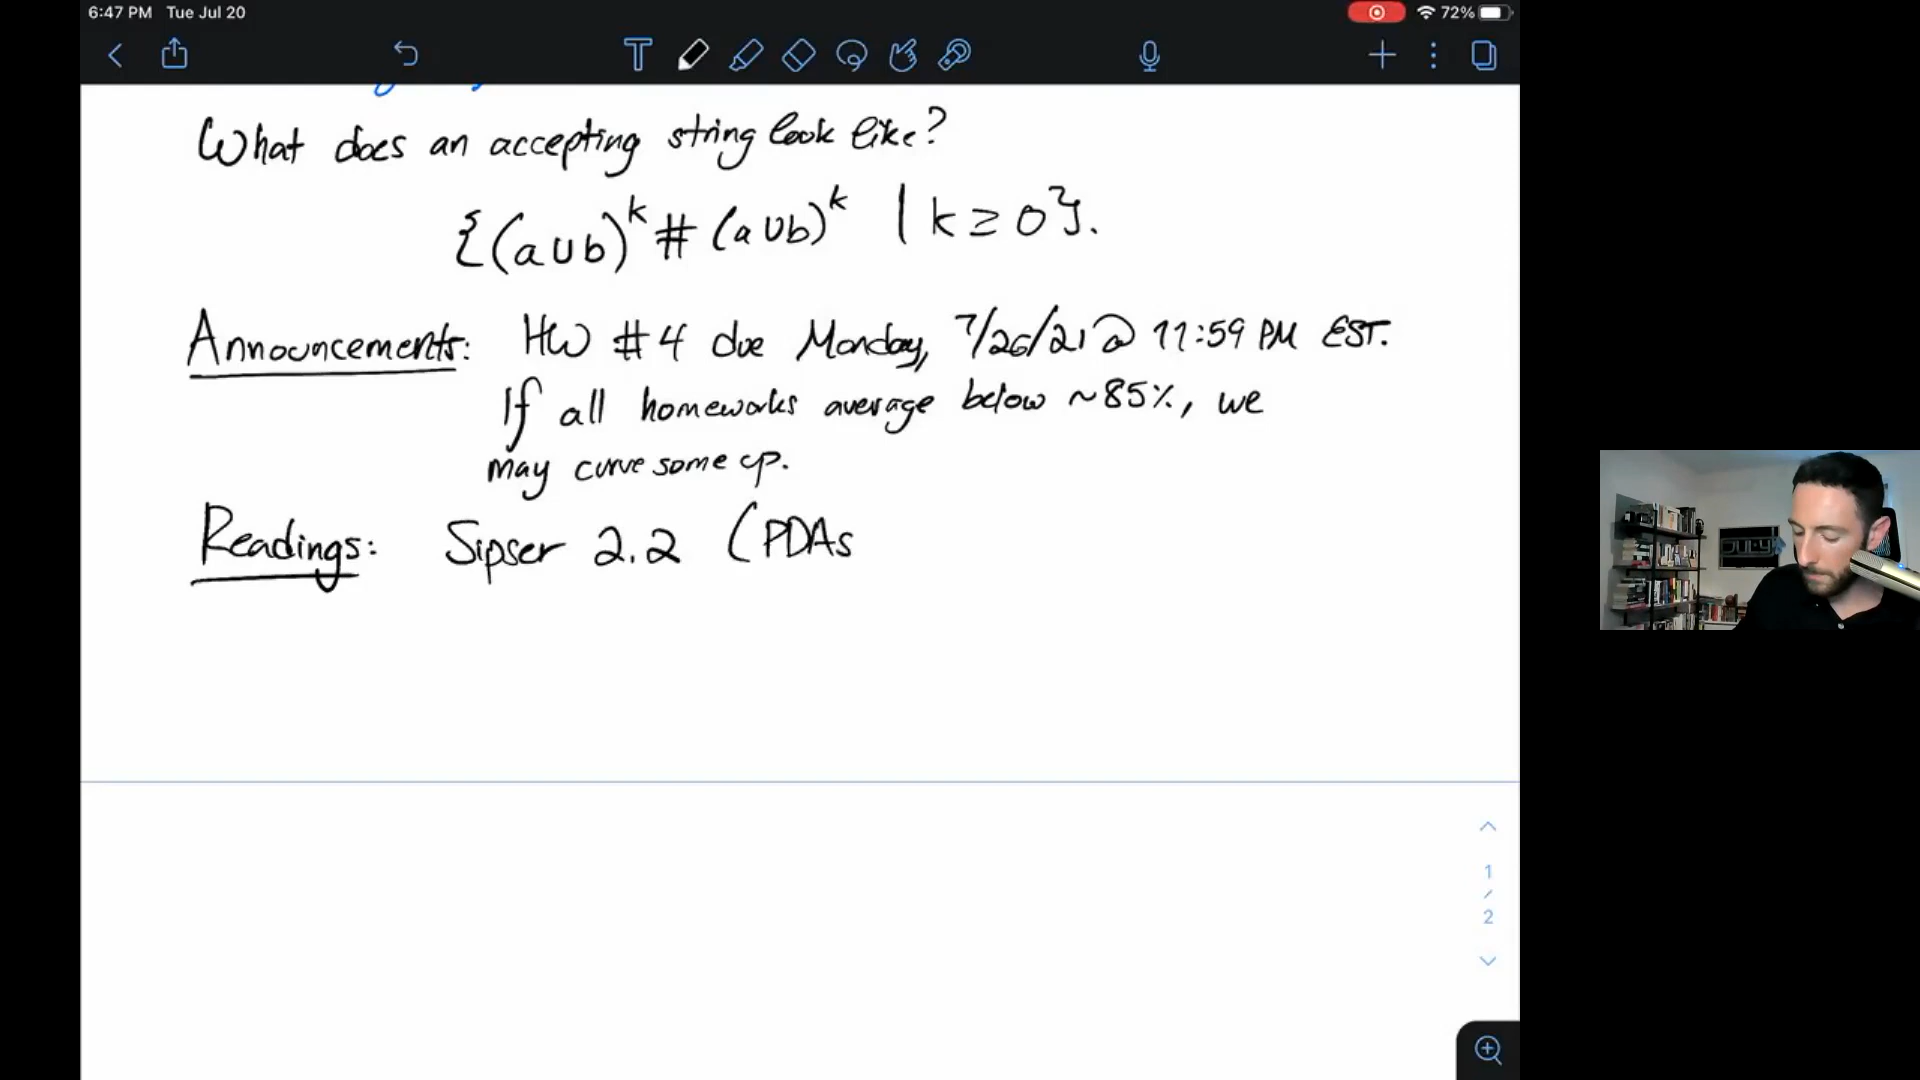 6:47 PM Tue Jul 20
72%
What does an accepting string look like?
{(a∪b)^k # (a∪b)^k | k ≥ 0}.
Announcements: HW #4 due Monday, 7/26/21 @ 11:59 PM EST.
If all homeworks average below ~85%, we
may curve some up.
Readings: Sipser 2.2 (PDAs
1
/
2